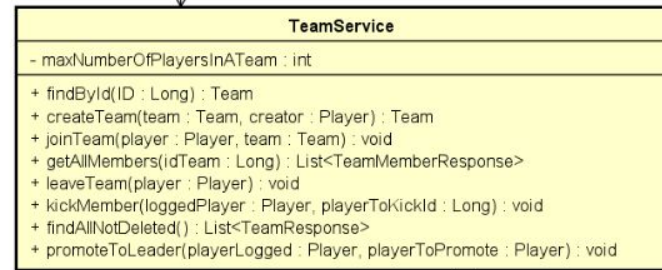 TeamService
- maxNumberOfPlayersInATeam : int
+ findById(ID : Long) : Team
+ createTeam(team : Team, creator : Player) : Team
+ joinTeam(player : Player, team : Team) : void
+ getAllMembers(idTeam : Long) : List<TeamMemberResponse>
+ leaveTeam(player : Player) : void
+ kickMember(loggedPlayer : Player, playerToKickId : Long) : void
+ findAllNotDeleted() : List<TeamResponse>
+ promoteToLeader(playerLogged : Player, playerToPromote : Player) : void